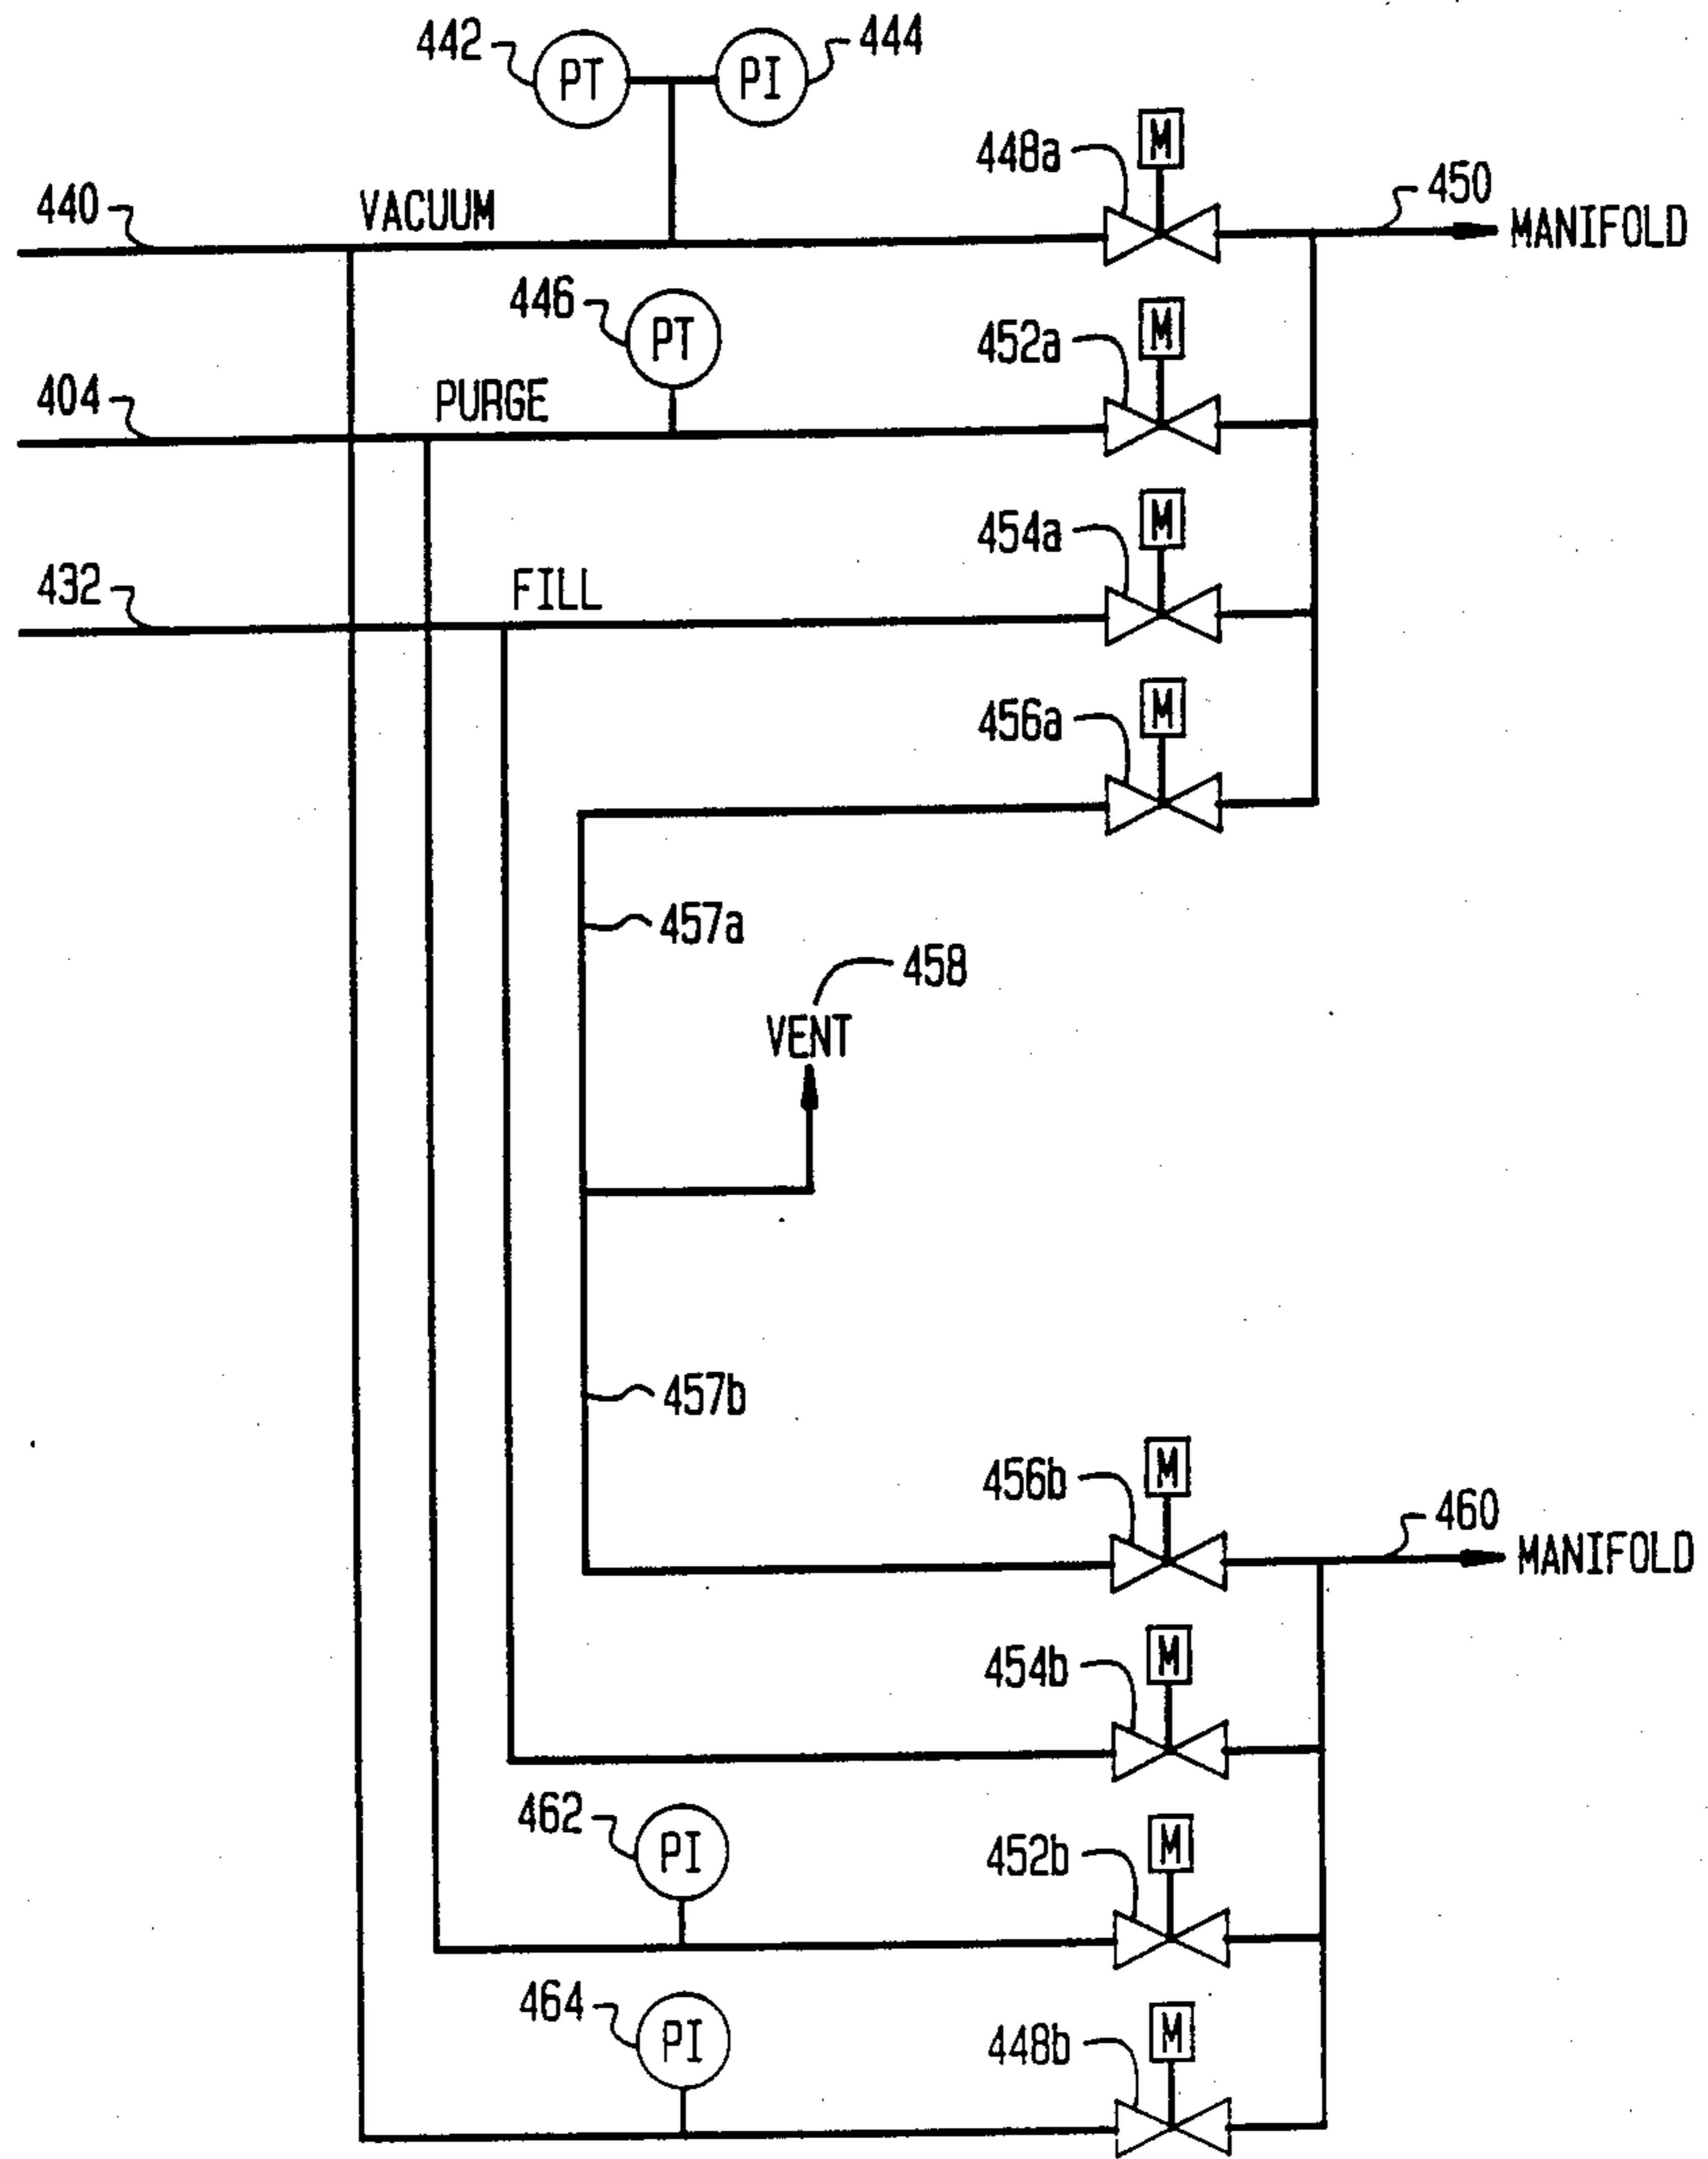 442
PT
PI
444
448a
M
450
440
VACUUM
MANIFOLD
446
PT
452a
M
404
PURGE
454a
M
432
FILL
456a
M
457a
458
VENT
457b
456b
M
460
MANIFOLD
454b
M
462
PI
452b
M
464
PI
448b
M